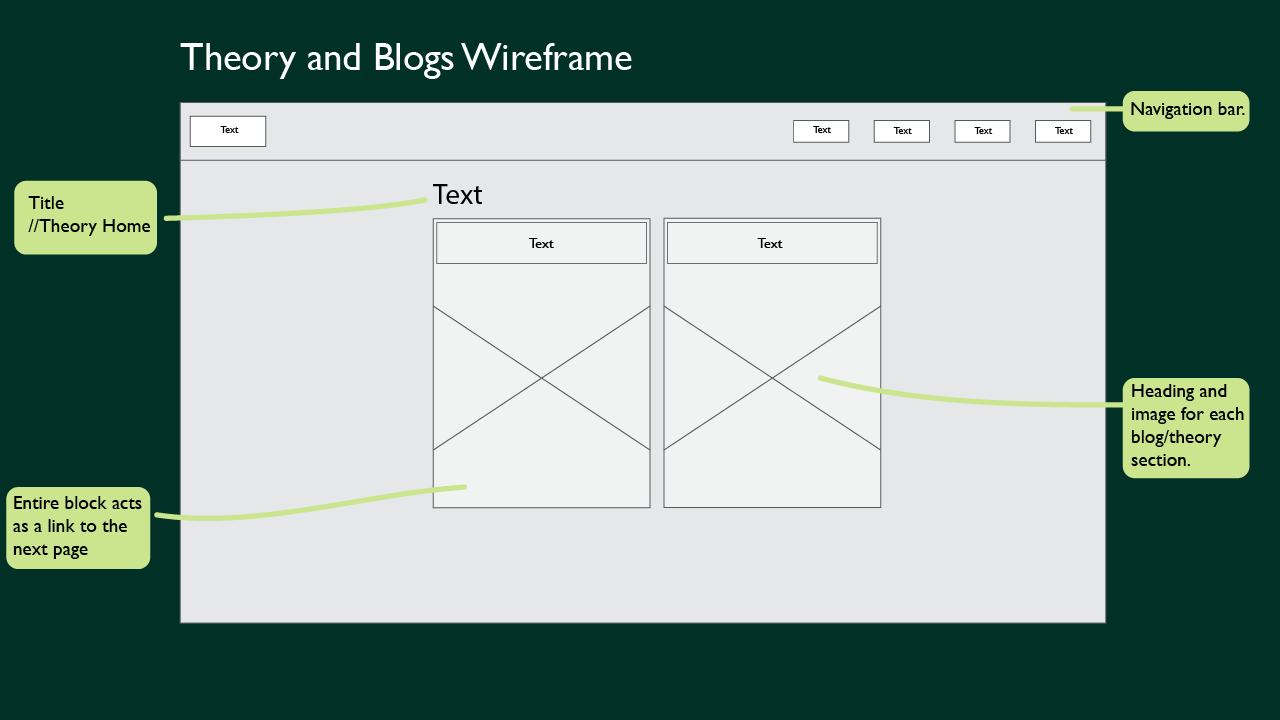 Theory and Blogs Wireframe
Navigation bar.
Text
Text
Text
Text
Text
Title
//Theory Home
Text
Text
Text
Heading and
image for each
blog/theory
section.
Entire block acts
as a link to the
next page